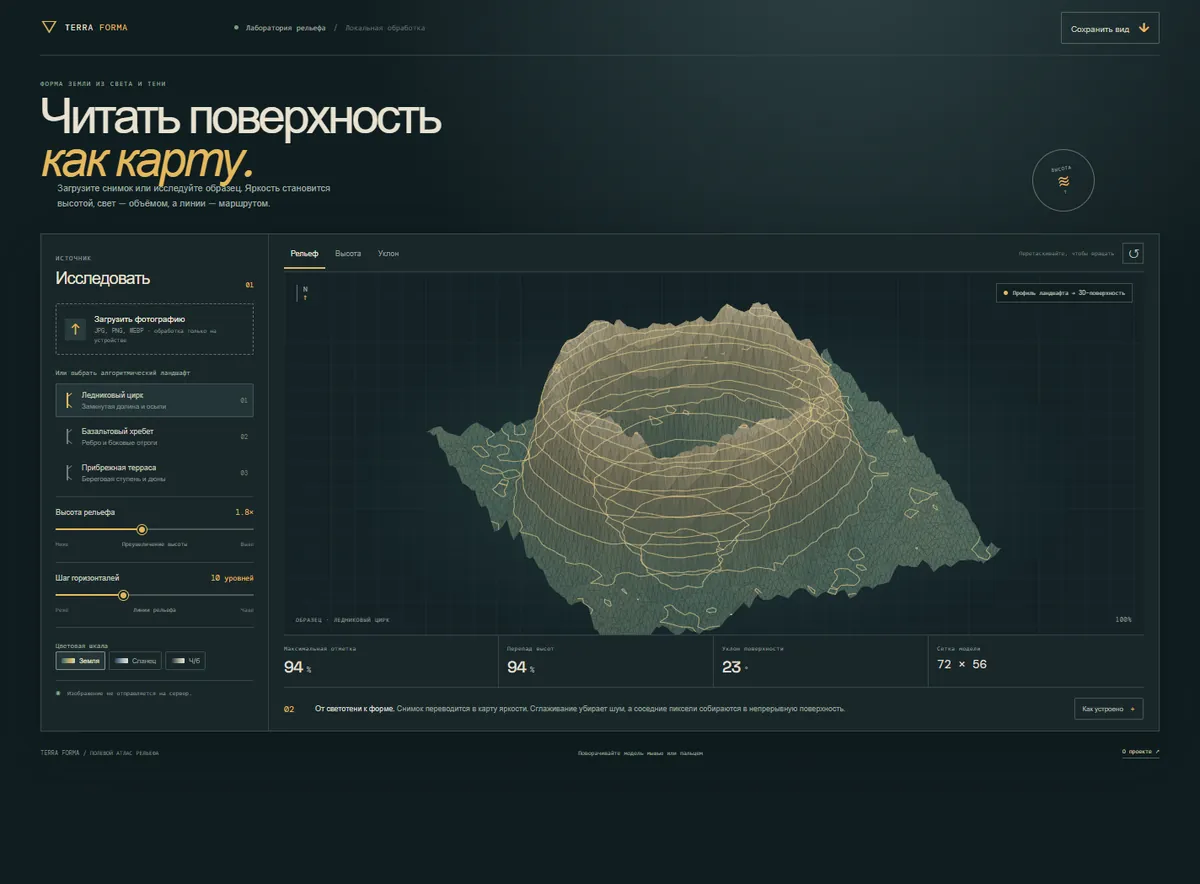 TERRA FORMA
Лаборатория рельефа / Локальная обработка
Сохранить вид
ФОРМА ЗЕМЛИ ИЗ СВЕТА И ТЕНИ
Читать поверхность
как карту.
Загрузите снимок или исследуйте образец. Яркость становится
высотой, свет — объёмом, а линии — маршрутом.
ВЫСОТА
ИСТОЧНИК
Исследовать
01
Загрузить фотографию
JPG, PNG, WEBP · обработка только на
устройстве
Или выбрать алгоритмический ландшафт
Ледниковый цирк
Замкнутая долина и осыпи
01
Базальтовый хребет
Ребро и боковые отроги
02
Прибрежная терраса
Береговая ступень и дюны
03
Высота рельефа
1.8×
Ниже
Преувеличение высоты
Выше
Шаг горизонталей
10 уровней
Реже
Линии рельефа
Чаще
Цветовая шкала
Земля
Сланец
Ч/б
Изображение не отправляется на сервер.
Рельеф
Высота
Уклон
Перетаскивайте, чтобы вращать
N
Профиль ландшафта → 3D-поверхность
ОБРАЗЕЦ · ЛЕДНИКОВЫЙ ЦИРК
100%
Максимальная отметка
94 %
Перепад высот
94 %
Уклон поверхности
23 °
Сетка модели
72 × 56
02
От светотени к форме. Снимок переводится в карту яркости. Сглаживание убирает шум, а соседние пиксели собираются в непрерывную поверхность.
Как устроено +
TERRA FORMA / ПОЛЕВОЙ АТЛАС РЕЛЬЕФА
Поворачивайте модель мышью или пальцем
О проекте ↗